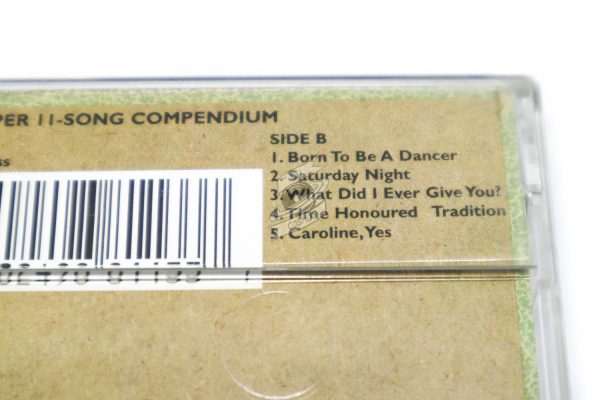 PER 11-SONG COMPENDIUM
SIDE B
ss
1. Born To Be A Dancer
2. Saturday Night
3. What Did I Ever Give You?
4. Time Honoured Tradition
5. Caroline, Yes